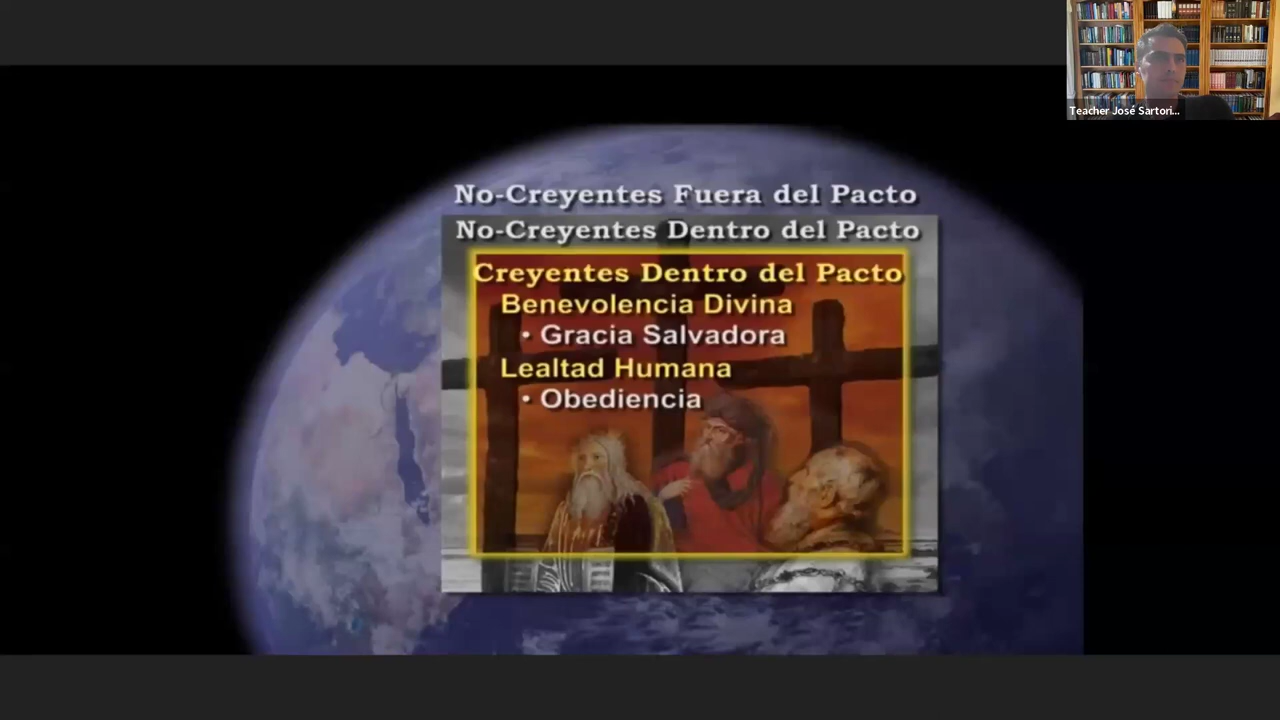 Teacher José Sartori...
No-Creyentes Fuera del Pacto
No-Creyentes Dentro del Pacto
Creyentes Dentro del Pacto
Benevolencia Divina
• Gracia Salvadora
Lealtad Humana
• Obediencia